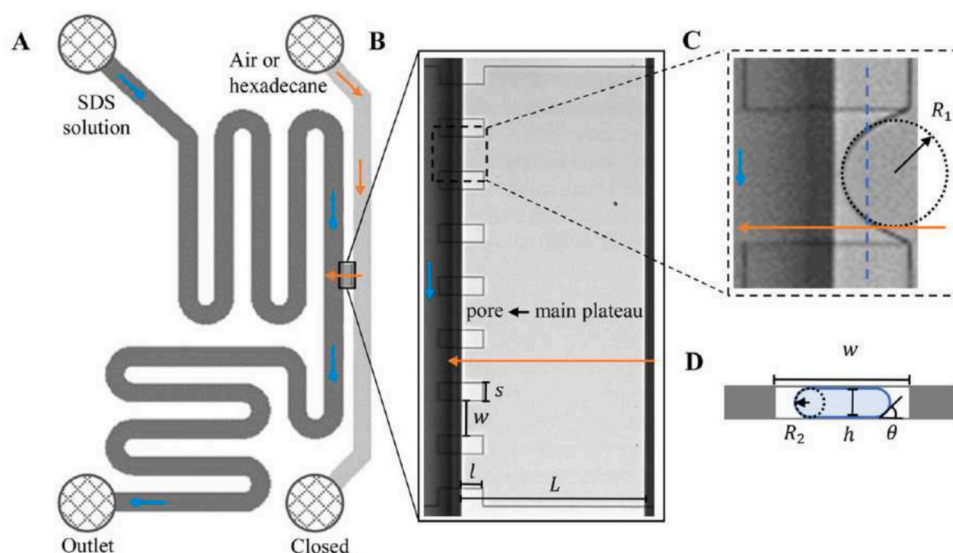 A
SDS
solution
Air or
hexadecane
Outlet
Closed
B
pore
main plateau
s
w
l
L
C
R₁
D
w
R₂
h
θ